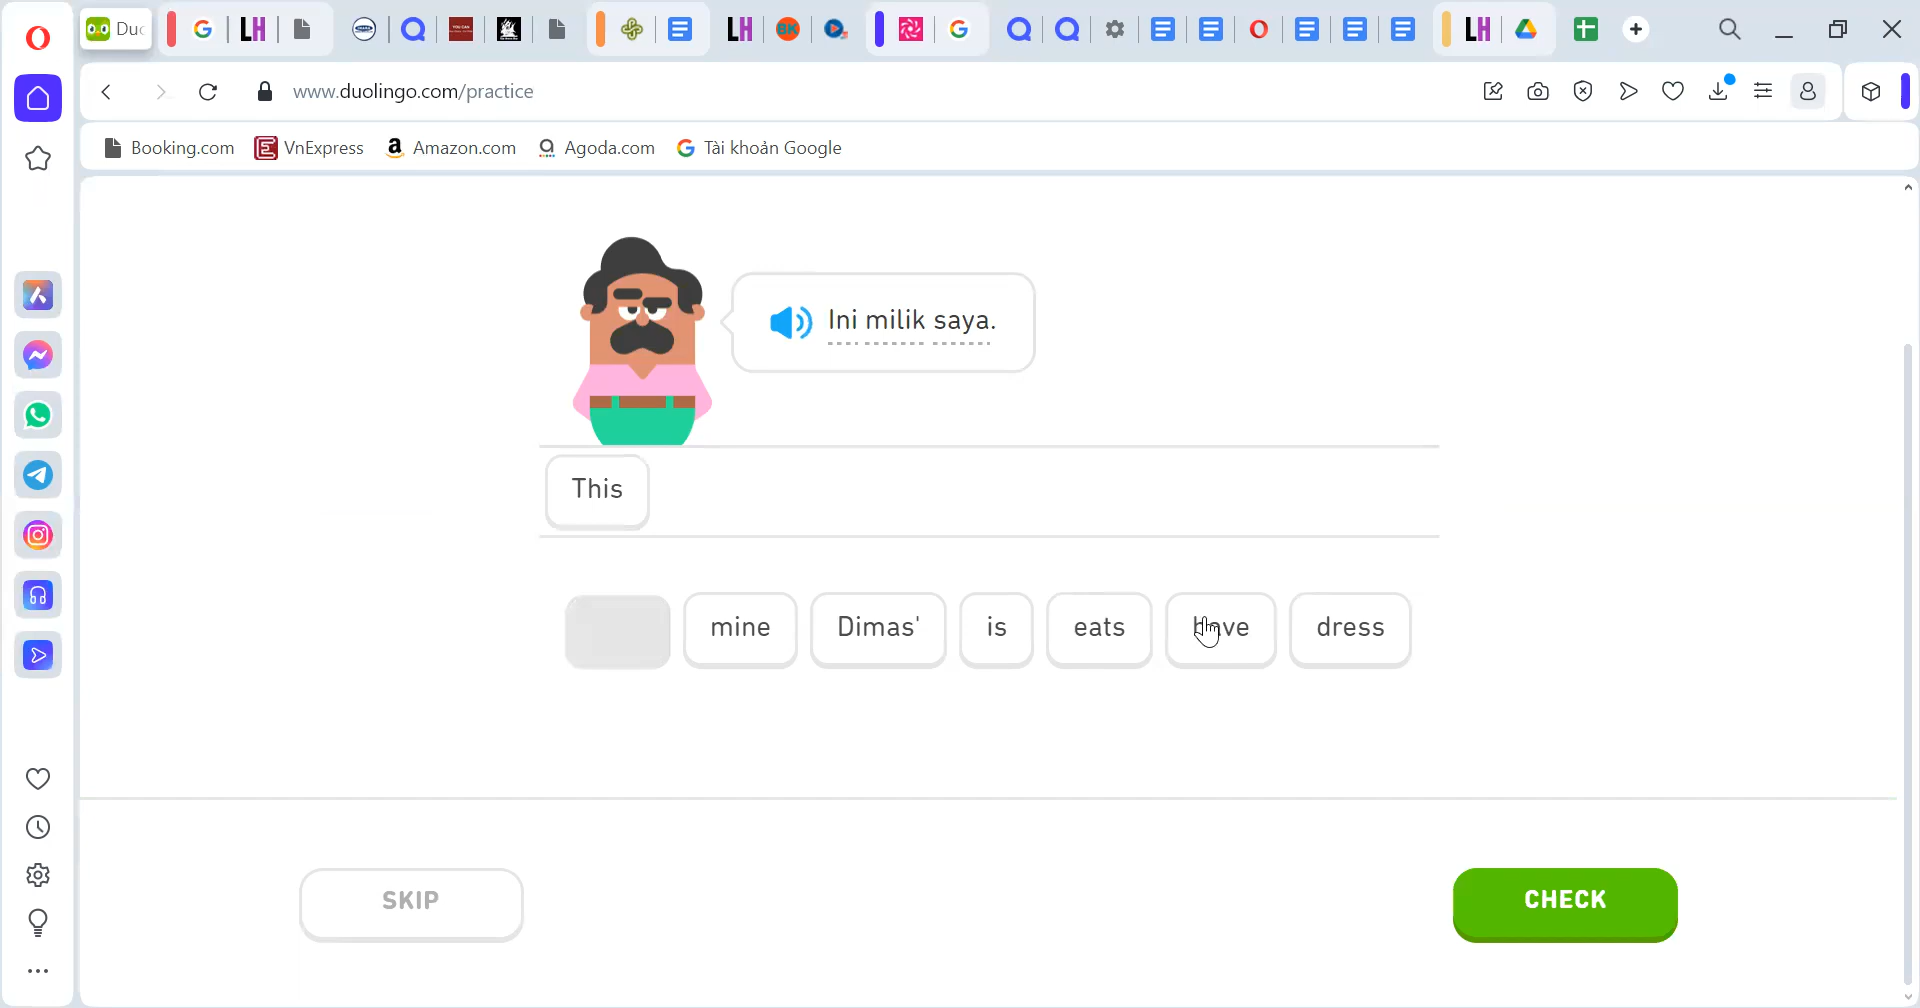 Duo
www.duolingo.com/practice
Booking.com VnExpress Amazon.com Agoda.com Tài khoản Google
Ini milik saya.
This
mine Dimas' is eats have dress
SKIP CHECK